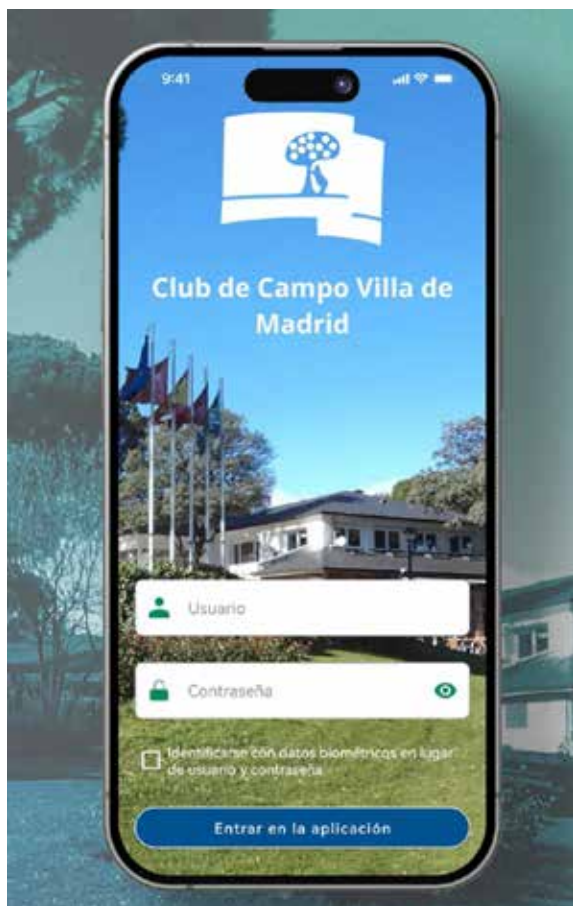 9:41
Club de Campo Villa de
Madrid
Usuario
Contraseña
Identificarse con datos biométricos en lugar
de usuario y contraseña
Entrar en la aplicación